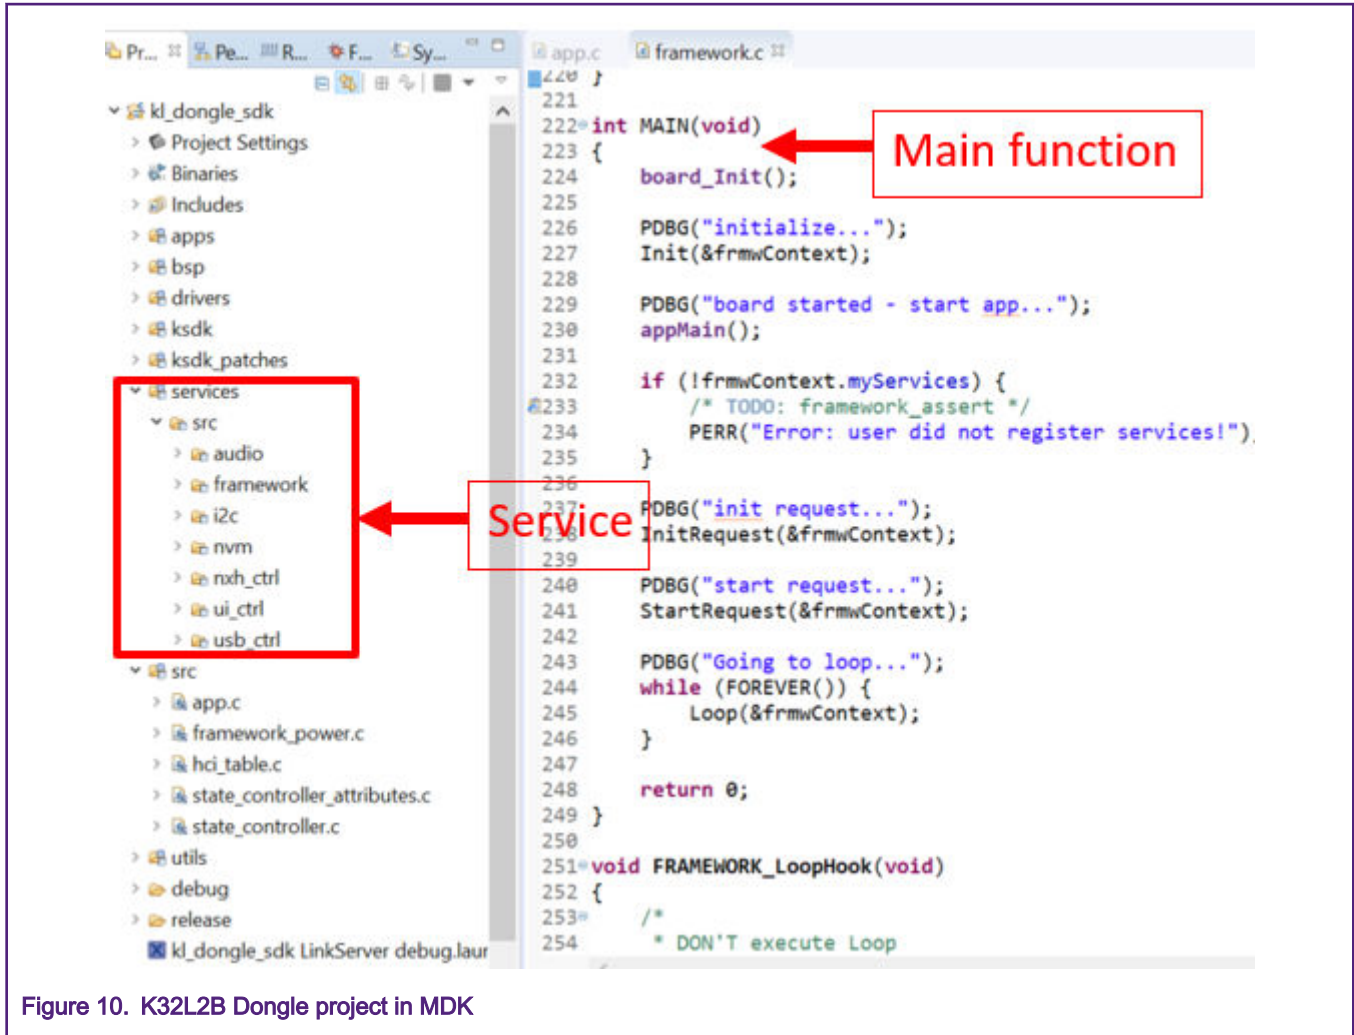 Pr... Pe... R... F... Sy...
kl_dongle_sdk
Project Settings
Binaries
Includes
apps
bsp
drivers
ksdk
ksdk_patches
services
src
audio
framework
i2c
nvm
nxh_ctrl
ui_ctrl
usb_ctrl
src
app.c
framework_power.c
hci_table.c
state_controller_attributes.c
state_controller.c
utils
debug
release
kl_dongle_sdk LinkServer debug.laur
Service
app.c framework.c
220 }
221
222 int MAIN(void)
223 {
224 board_Init();
225
226 PDBG("initialize...");
227 Init(&frmwContext);
228
229 PDBG("board started - start app...");
230 appMain();
231
232 if (!frmwContext.myServices) {
233 /* TODO: framework_assert */
234 PERR("Error: user did not register services!")
235 }
236
237 PDBG("init request...");
238 InitRequest(&frmwContext);
239
240 PDBG("start request...");
241 StartRequest(&frmwContext);
242
243 PDBG("Going to loop...");
244 while (FOREVER()) {
245 Loop(&frmwContext);
246 }
247
248 return 0;
249 }
250
251 void FRAMEWORK_LoopHook(void)
252 {
253 /*
254 * DON'T execute Loop
Main function
Figure 10. K32L2B Dongle project in MDK